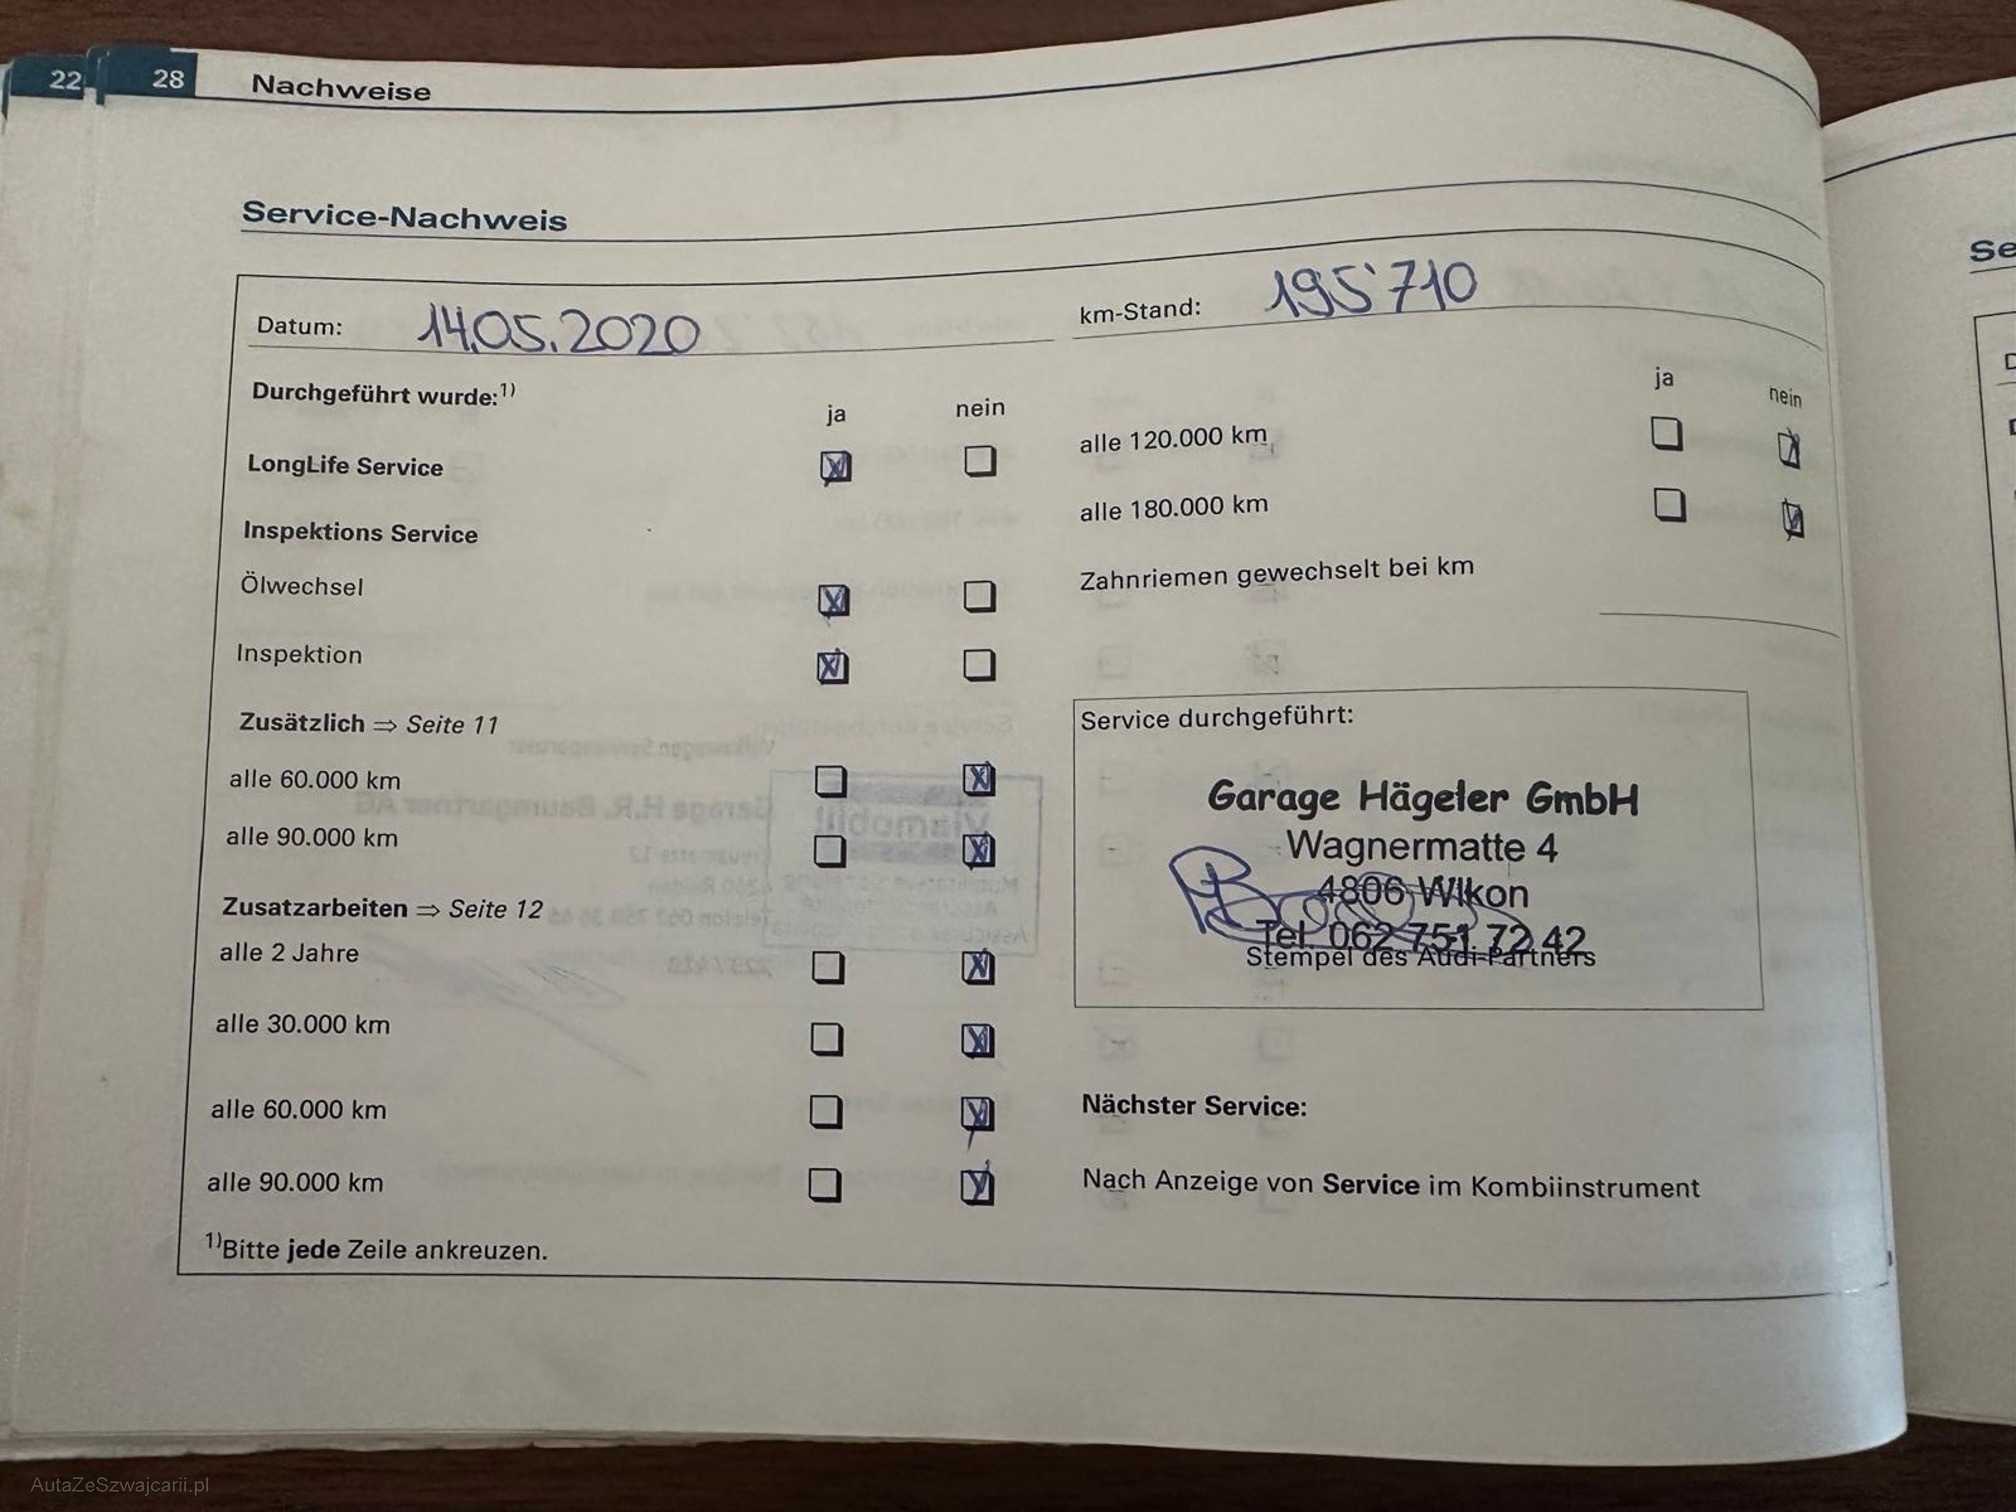 22
28
Nachweise
Service-Nachweis
Datum: 14.05.2020
km-Stand: 195'710
Durchgeführt wurde:¹⁾
ja nein
LongLife Service
Inspektions Service
Ölwechsel
Inspektion
Zusätzlich ⇒ Seite 11
alle 60.000 km
alle 90.000 km
Zusatzarbeiten ⇒ Seite 12
alle 2 Jahre
alle 30.000 km
alle 60.000 km
alle 90.000 km
¹⁾Bitte jede Zeile ankreuzen.
ja nein
alle 120.000 km
alle 180.000 km
Zahnriemen gewechselt bei km
Service durchgeführt:
Garage Hägeler GmbH
Wagnermatte 4
4806 Wikon
Tel. 062 751 72 42
Stempel des Audi-Partners
Nächster Service:
Nach Anzeige von Service im Kombiinstrument
Se
AutaZeSzwajcarii.pl